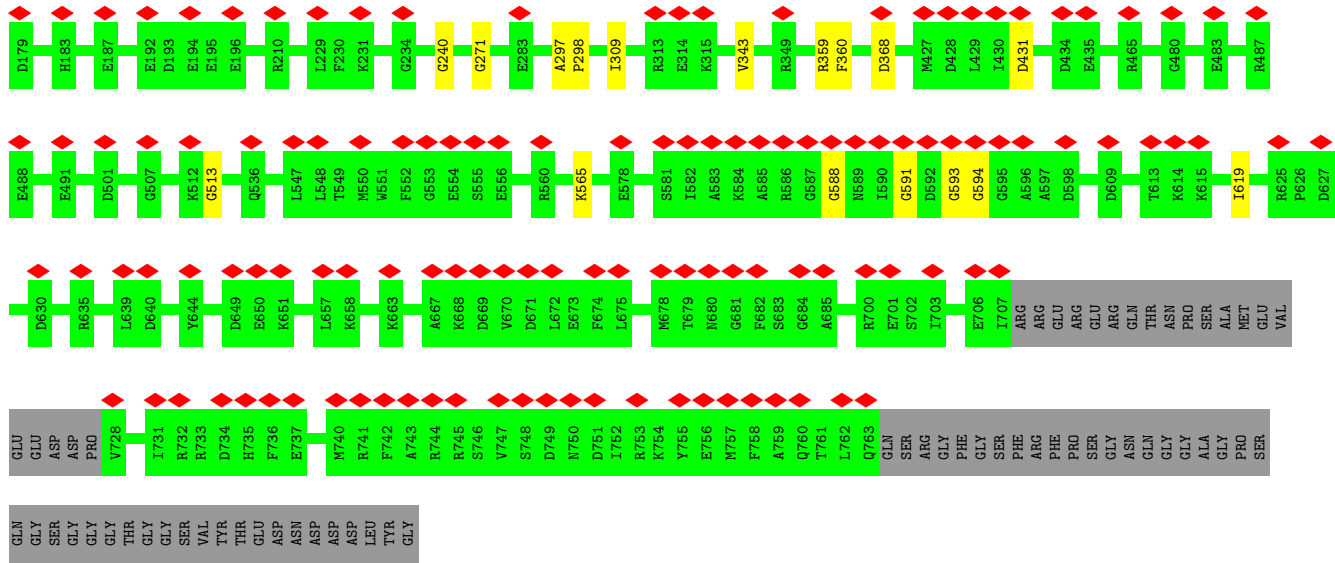 D179 H183 E187 E192 D193 E194 E195 E196 R210 L229 F230 K231 G234 G240 G271 E283 A297 P298 I309 R313 E314 K315 V343 R349 R359 F360 D368 M427 D428 L429 I430 D431 D434 E435 R465 G480 E483 R487
E488 E491 D501 G507 K512 G513 Q536 L547 L548 T549 M550 W551 F552 G553 E554 S555 E556 R560 K565 E578 S581 I582 A583 K584 A585 R586 G587 G588 N589 I590 G591 D592 G593 G594 G595 A596 A597 D598 D609 T613 K614 K615 I619 R625 P626 D627
D630 R635 L639 D640 Y644 D649 E650 K651 L657 K658 K663 A667 K668 D669 V670 D671 L672 E673 F674 L675 M678 T679 N680 G681 F682 S683 G684 A685 R700 E701 S702 I703 E706 I707 ARG ARG GLU ARG GLU ARG GLN THR ASN PRO SER ALA MET GLU VAL
GLU GLU ASP ASP PRO V728 I731 R732 R733 D734 H735 F736 E737 M740 R741 F742 A743 R744 R745 S746 V747 S748 D749 N750 D751 I752 R753 K754 Y755 E756 M757 F758 A759 Q760 T761 L762 Q763 GLN SER ARG GLY PHE GLY SER PHE ARG PHE PRO SER GLY ASN GLN GLY GLY ALA GLY PRO SER
GLN GLY SER GLY GLY GLY THR GLY GLY SER VAL TYR THR GLU ASP ASN ASP ASP ASP LEU TYR GLY